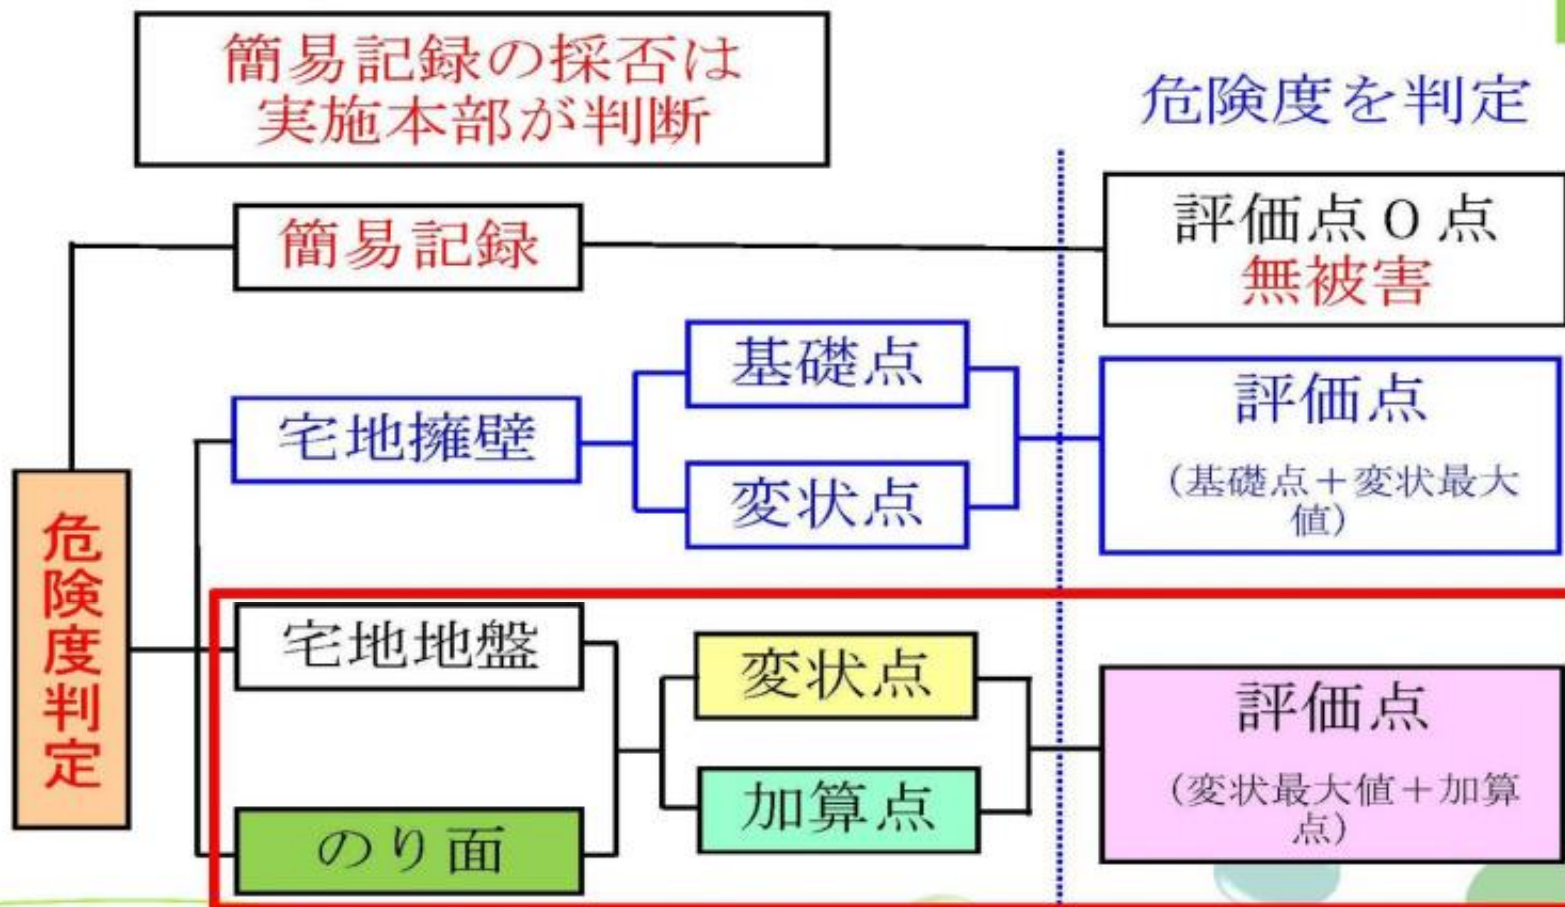 簡易記録の採否は
実施本部が判断
危険度を判定
簡易記録
評価点０点
無被害
基礎点
宅地擁壁
変状点
評価点
（基礎点＋変状最大
値）
危険度判定
宅地地盤
変状点
加算点
のり面
評価点
（変状最大値＋加算
点）